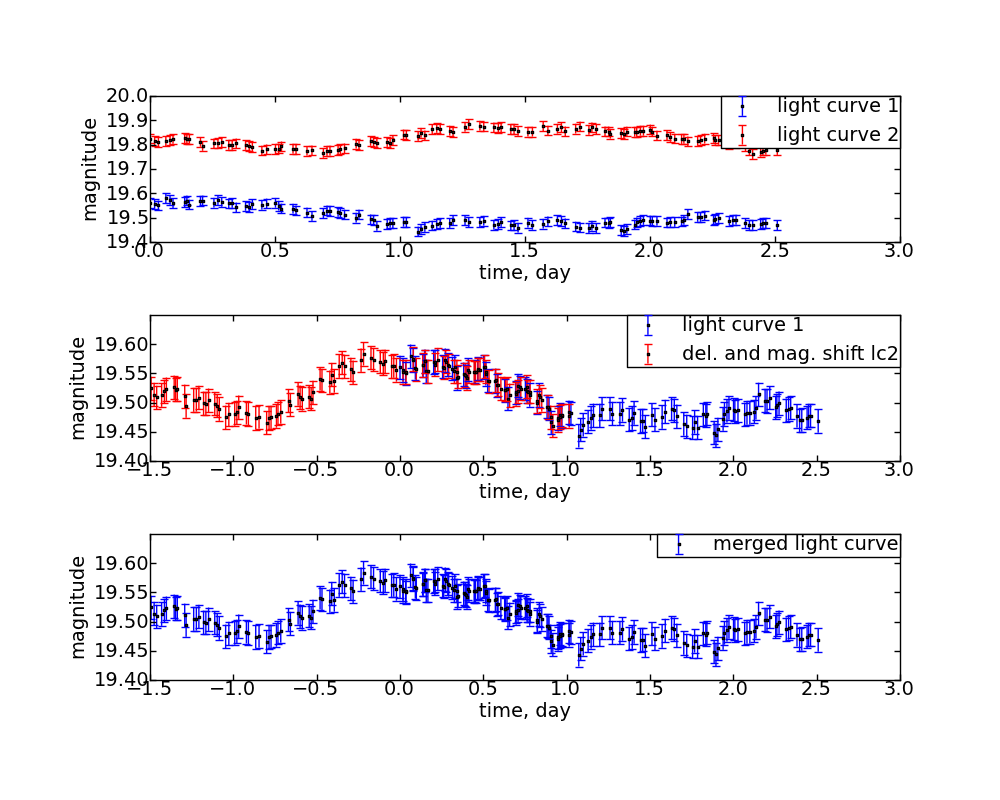 20.0
19.9
19.8
19.7
19.6
19.5
19.4
magnitude
light curve 1
light curve 2
0.0 0.5 1.0 1.5 2.0 2.5 3.0
time, day
19.60
19.55
19.50
19.45
19.40
magnitude
light curve 1
del. and mag. shift lc2
−1.5 −1.0 −0.5 0.0 0.5 1.0 1.5 2.0 2.5 3.0
time, day
19.60
19.55
19.50
19.45
19.40
magnitude
merged light curve
−1.5 −1.0 −0.5 0.0 0.5 1.0 1.5 2.0 2.5 3.0
time, day